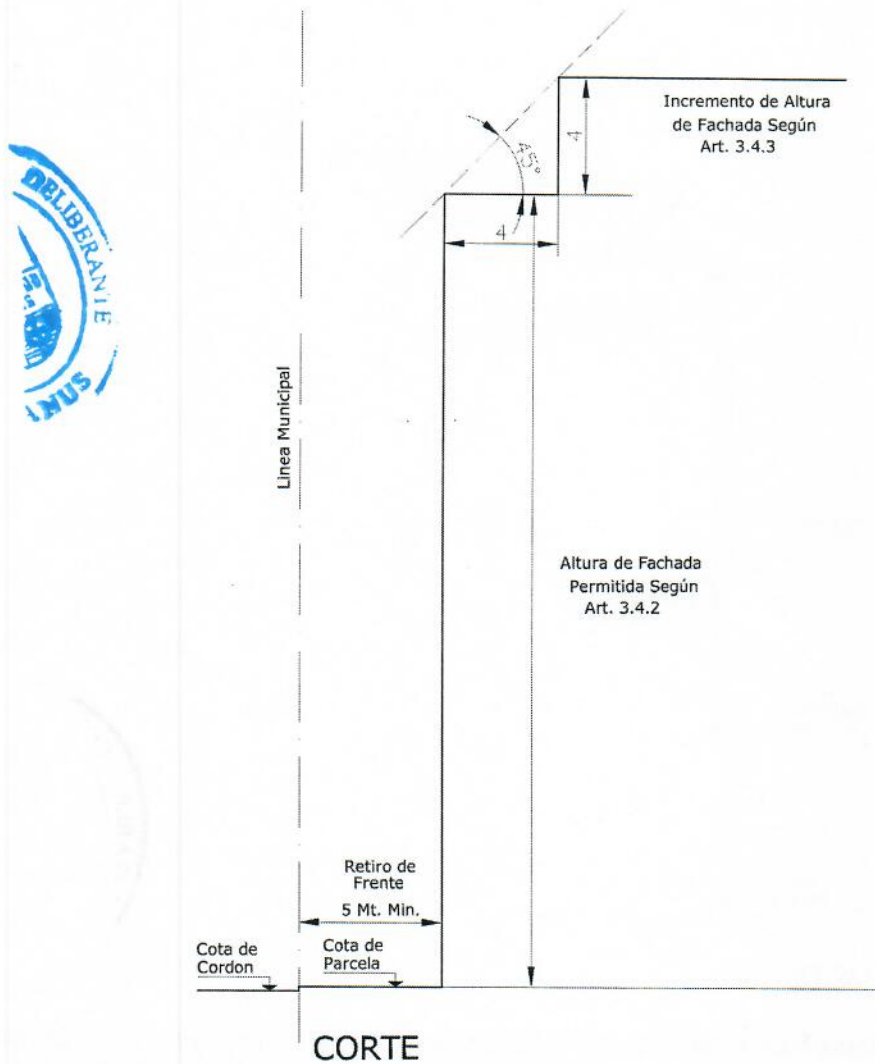 Incremento de Altura
de Fachada Según
Art. 3.4.3
4
45°
4
DELIBERANTE
Linea Municipal
Altura de Fachada
Permitida Según
Art. 3.4.2
Retiro de
Frente
5 Mt. Min.
Cota de
Cordon
Cota de
Parcela
CORTE